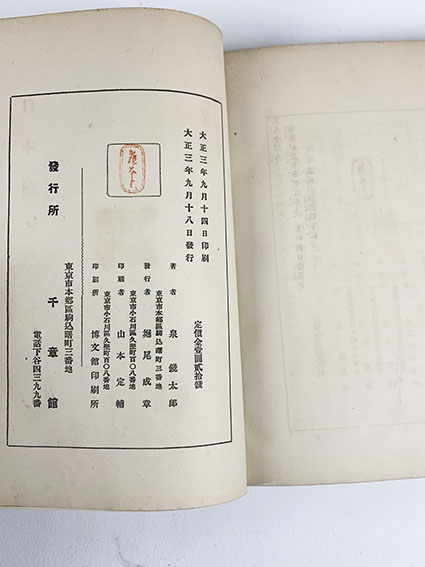 大正三年九月十四日印刷
大正三年九月十八日發行
定價金壹圓貳拾錢
著者 泉鏡太郎
東京市本鄕區駒込曙町三番地
發行者 堀尾成章
東京市小石川區久堅町百〇八番地
印刷者 山本定輔
東京市小石川區久堅町百〇八番地
印刷所 博文館印刷所
發行所
東京市本鄕區駒込曙町三番地
千章館
電話下谷四三九九番